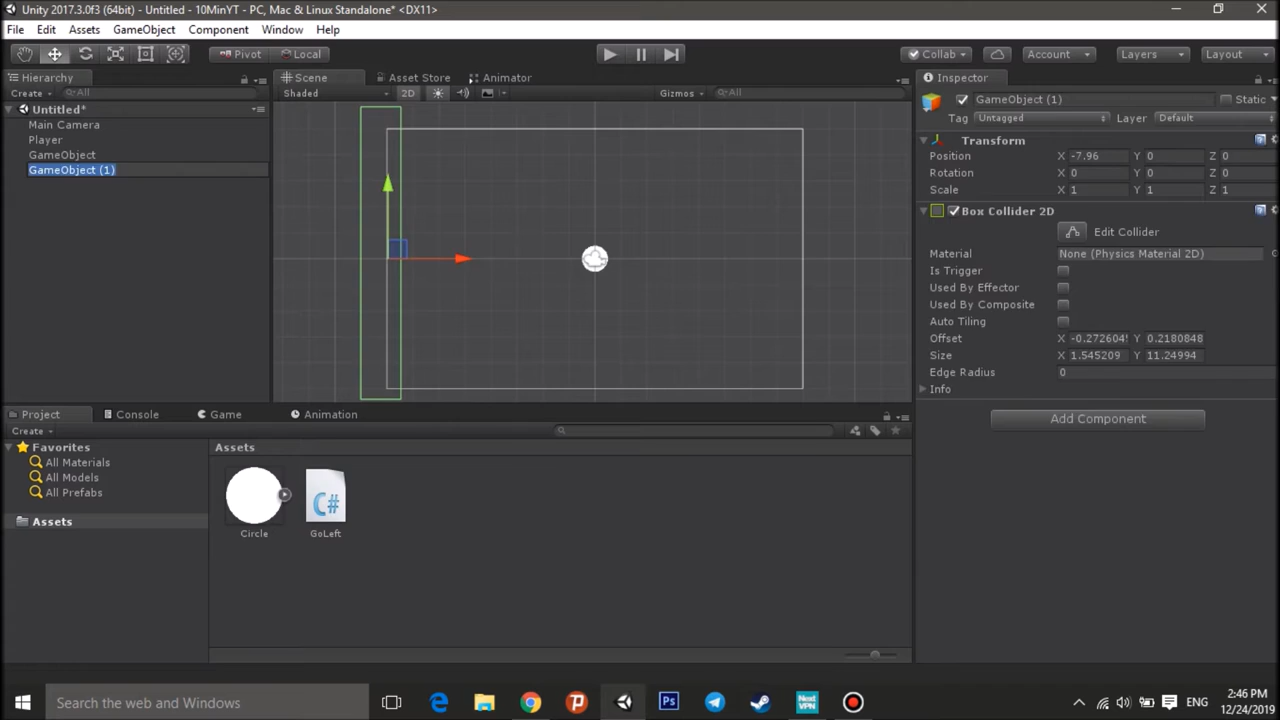 Unity 2017.3.0f3 (64bit) - Untitled - 10MinYT - PC, Mac & Linux Standalone* <DX11>
File Edit Assets GameObject Component Window Help
Pivot Local Collab Account Layers Layout
Hierarchy
Create All
Untitled*
Main Camera
Player
GameObject
GameObject (1)
Scene Asset Store Animator
Shaded 2D Gizmos All
Inspector
GameObject (1) Static
Tag Untagged Layer Default
Transform
Position X -7.96 Y 0 Z 0
Rotation X 0 Y 0 Z 0
Scale X 1 Y 1 Z 1
Box Collider 2D
Edit Collider
Material None (Physics Material 2D)
Is Trigger
Used By Effector
Used By Composite
Auto Tiling
Offset X Y 0.2180848
Size X 1.545209 Y 11.24994
Edge Radius 0
Info
Add Component
Project Console Game Animation
Create
Favorites
All Materials
All Models
All Prefabs
Assets
Assets
Circle
C#
GoLeft
Search the web and Windows
Ps
NEXT VPN
ENG
2:46 PM
12/24/2019